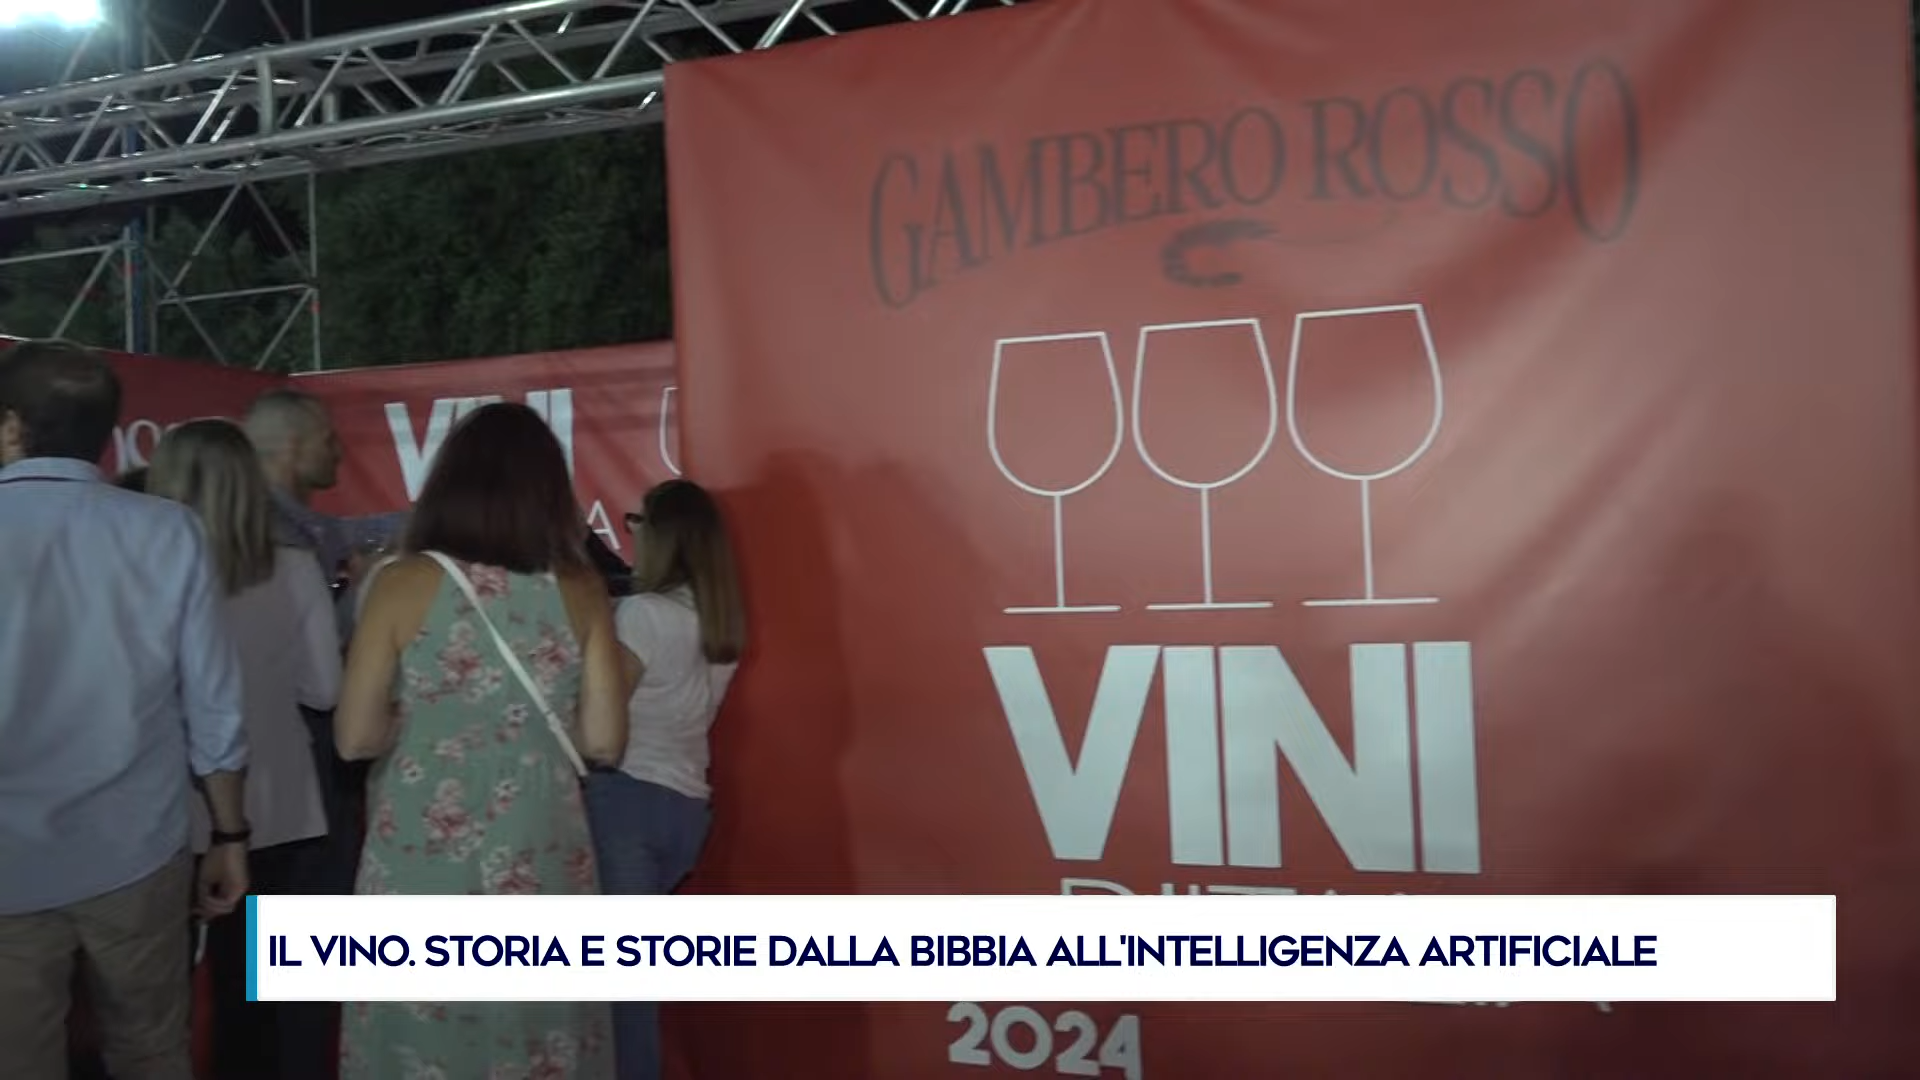 GAMBERO ROSSO
VINI
VINI
IL VINO. STORIA E STORIE DALLA BIBBIA ALL'INTELLIGENZA ARTIFICIALE
2024